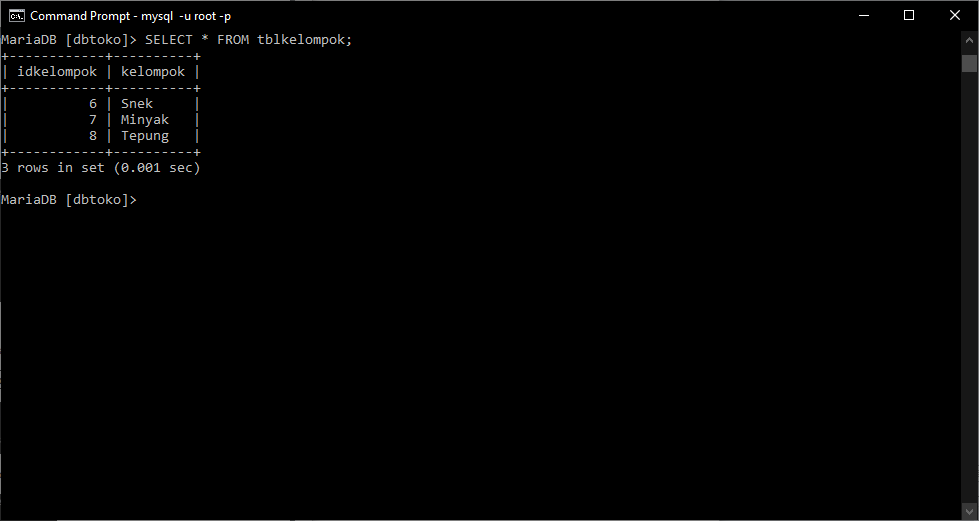 Command Prompt - mysql  -u root -p
MariaDB [dbtoko]> SELECT * FROM tblkelompok;
+------------+----------+
| idkelompok | kelompok |
+------------+----------+
|          6 | Snek     |
|          7 | Minyak   |
|          8 | Tepung   |
+------------+----------+
3 rows in set (0.001 sec)
MariaDB [dbtoko]>